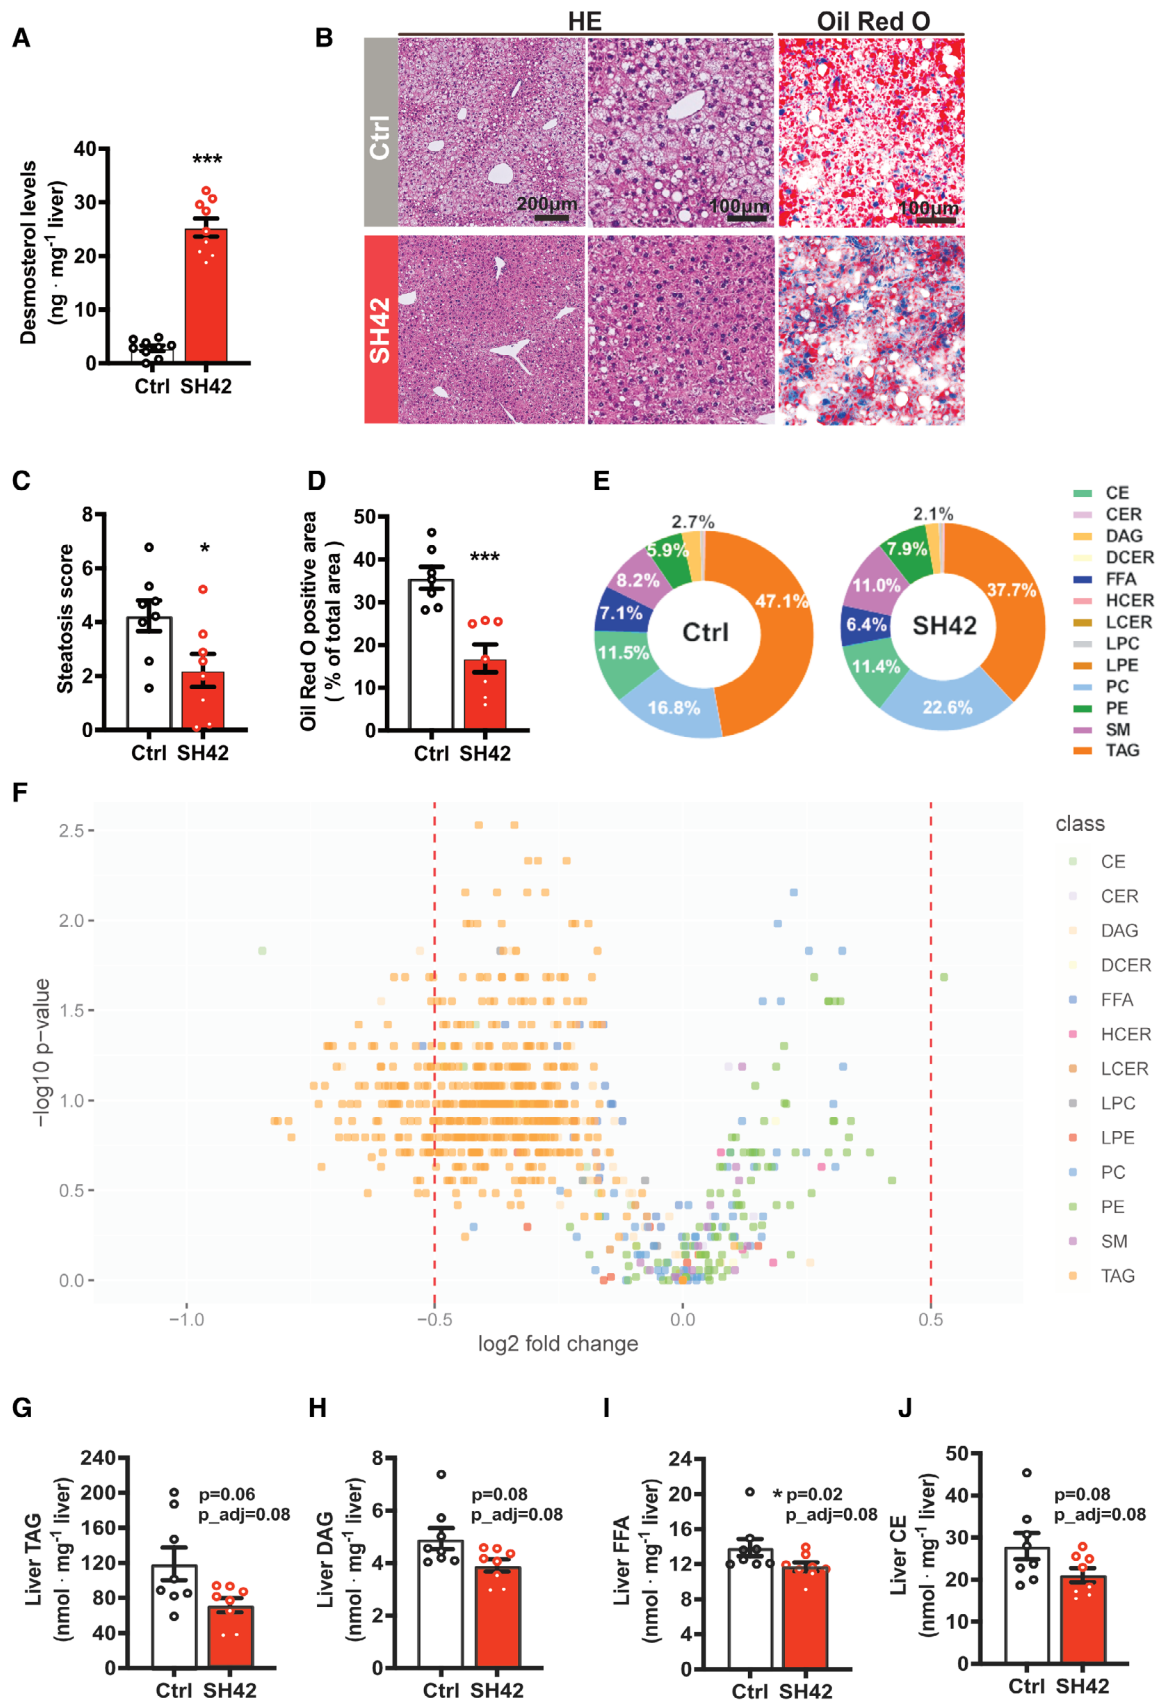 A
Desmosterol levels
(ng · mg⁻¹ liver)
40
30
20
10
0
***
Ctrl SH42
B
HE
Oil Red O
Ctrl
SH42
200µm
100µm
100µm
C
Steatosis score
8
6
4
2
0
*
Ctrl SH42
D
Oil Red O positive area
( % of total area)
50
40
30
20
10
0
***
Ctrl SH42
E
2.7%
5.9%
8.2%
7.1%
11.5%
16.8%
47.1%
Ctrl
2.1%
7.9%
11.0%
6.4%
11.4%
22.6%
37.7%
SH42
CE
CER
DAG
DCER
FFA
HCER
LCER
LPC
LPE
PC
PE
SM
TAG
F
−log10 p−value
2.5
2.0
1.5
1.0
0.5
0.0
−1.0
−0.5
0.0
0.5
log2 fold change
class
CE
CER
DAG
DCER
FFA
HCER
LCER
LPC
LPE
PC
PE
SM
TAG
G
Liver TAG
(nmol · mg⁻¹ liver)
240
200
160
120
80
40
0
p=0.06
p_adj=0.08
Ctrl SH42
H
Liver DAG
(nmol · mg⁻¹ liver)
8
6
4
2
0
p=0.08
p_adj=0.08
Ctrl SH42
I
Liver FFA
(nmol · mg⁻¹ liver)
24
20
16
12
8
4
0
* p=0.02
p_adj=0.08
Ctrl SH42
J
Liver CE
(nmol · mg⁻¹ liver)
50
40
30
20
10
0
p=0.08
p_adj=0.08
Ctrl SH42